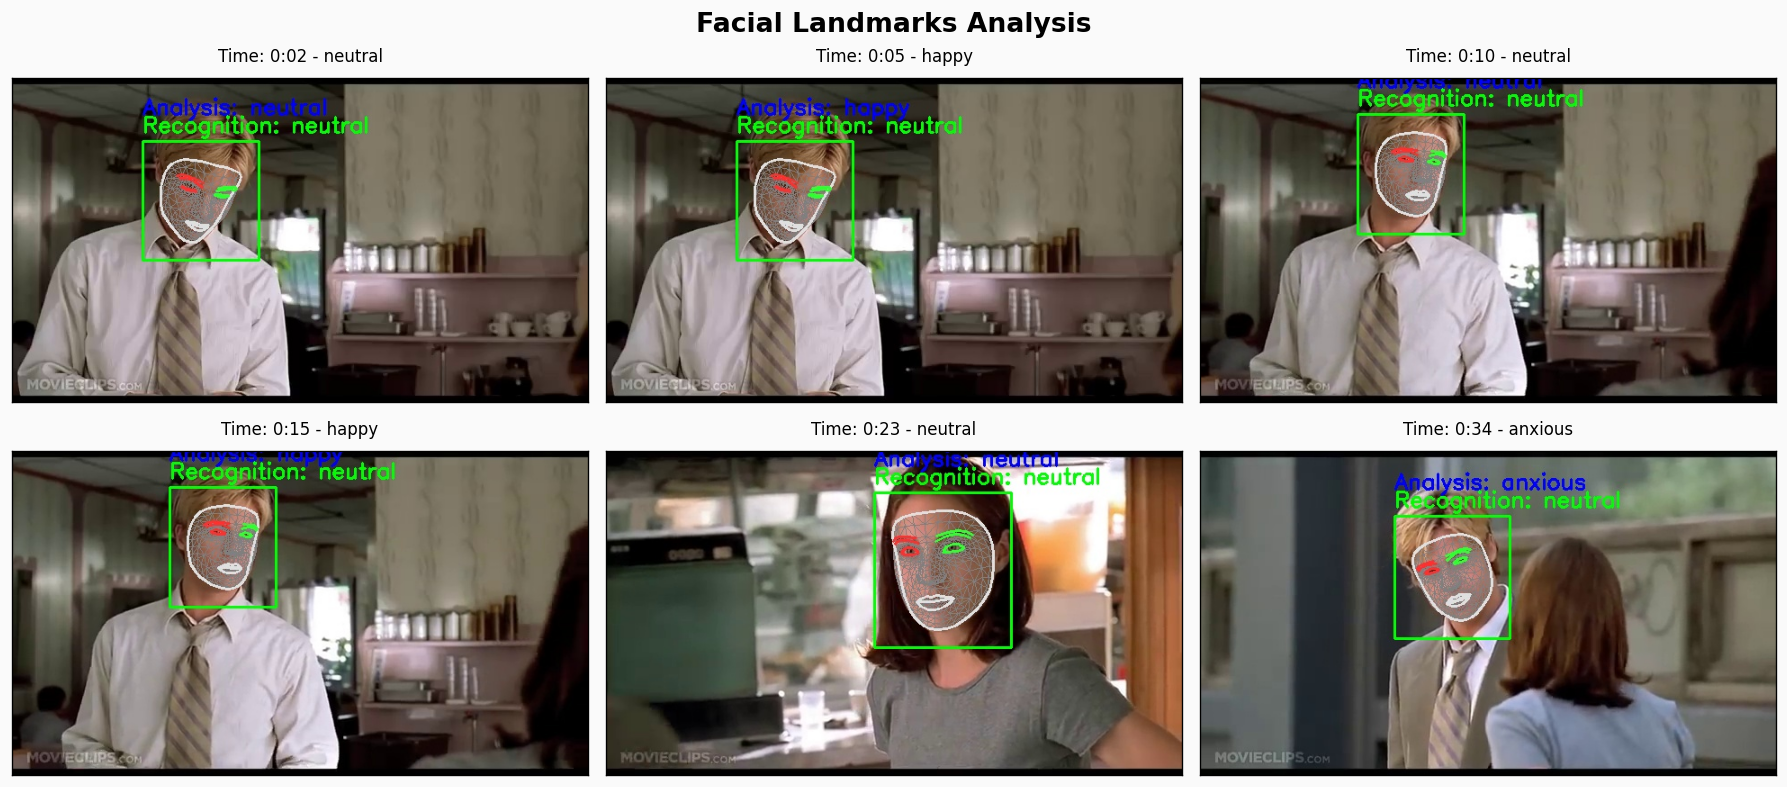 Facial Landmarks Analysis
Time: 0:02 - neutral
Time: 0:05 - happy
Time: 0:10 - neutral
Analysis: neutral
Recognition: neutral
MOVIECLIPS.COM
Analysis: happy
Recognition: neutral
MOVIECLIPS.COM
Analysis: neutral
Recognition: neutral
MOVIECLIPS.COM
Time: 0:15 - happy
Time: 0:23 - neutral
Time: 0:34 - anxious
Analysis: happy
Recognition: neutral
MOVIECLIPS.COM
Analysis: neutral
Recognition: neutral
MOVIECLIPS.COM
Analysis: anxious
Recognition: neutral
MOVIECLIPS.COM